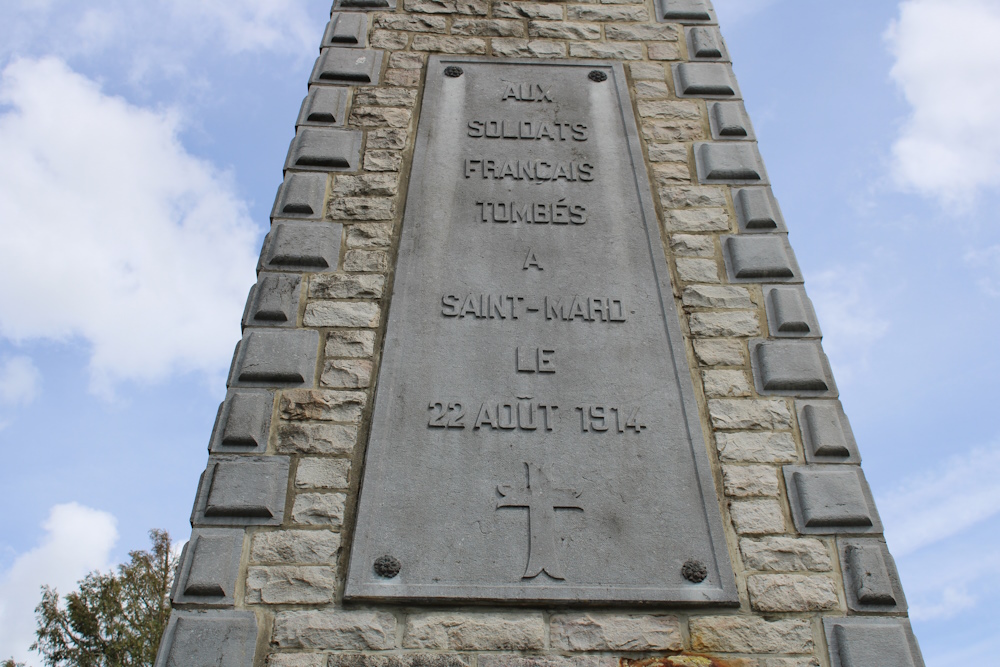 AUX
SOLDATS
FRANÇAIS
TOMBÉS
A
SAINT-MARD
LE
22 AOÛT 1914